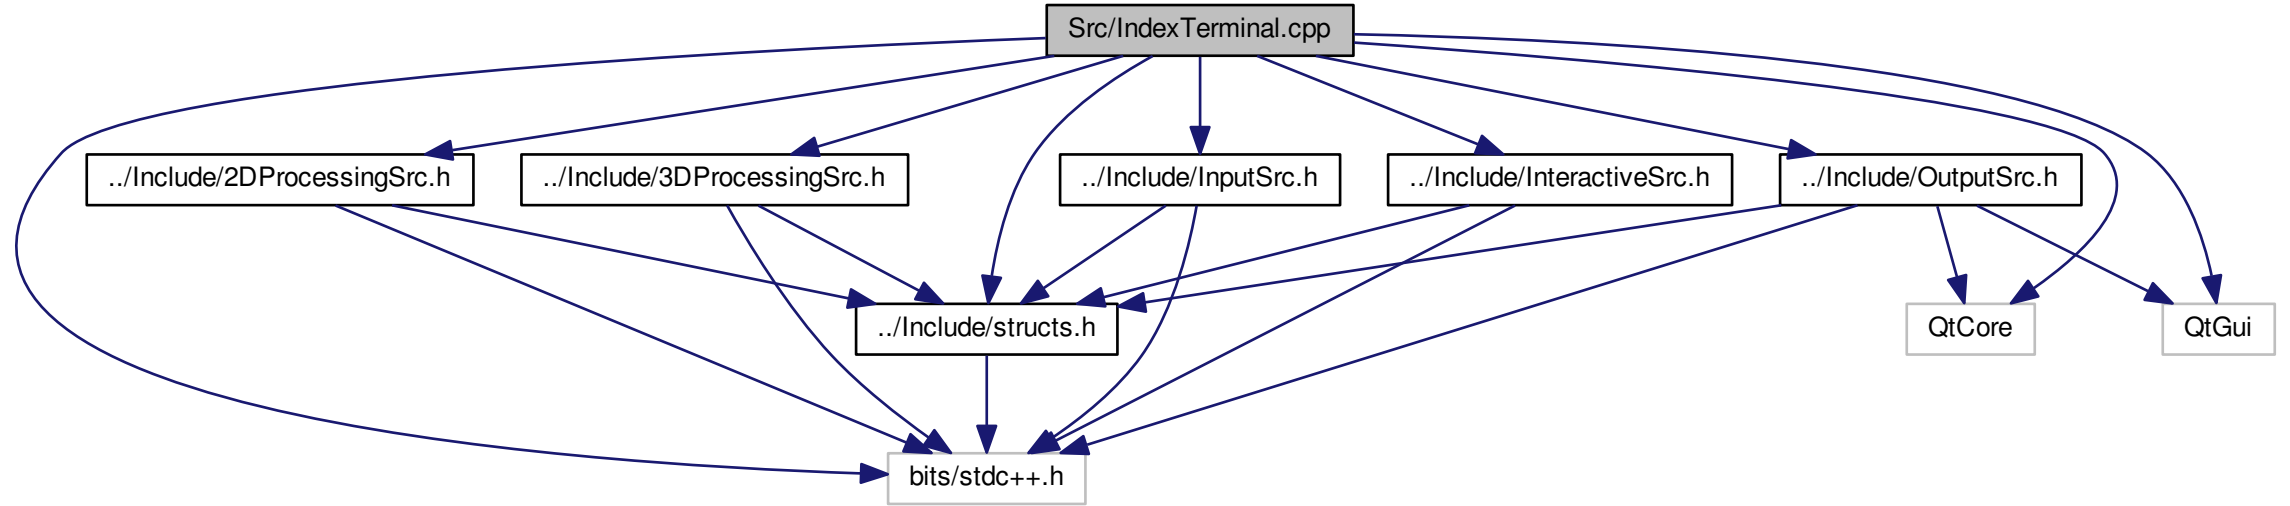 Src/IndexTerminal.cpp
../Include/2DProcessingSrc.h
../Include/3DProcessingSrc.h
../Include/InputSrc.h
../Include/InteractiveSrc.h
../Include/OutputSrc.h
../Include/structs.h
QtCore
QtGui
bits/stdc++.h